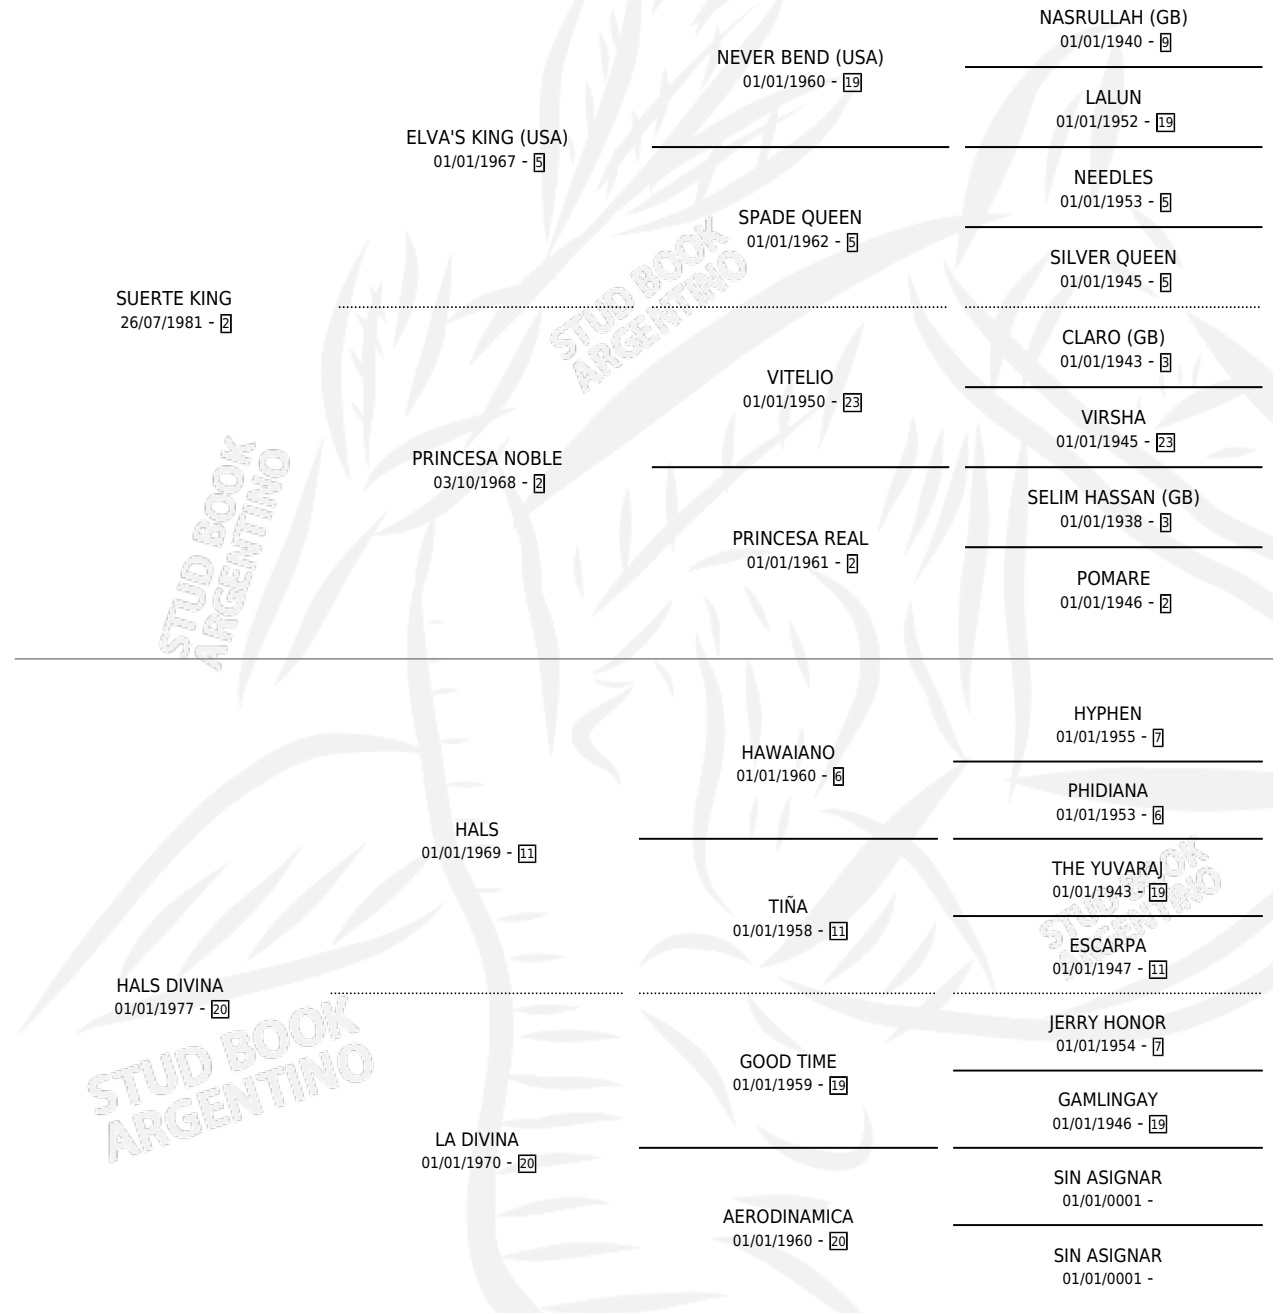 NASRULLAH (GB)
01/01/1940 - 9
NEVER BEND (USA)
01/01/1960 - 19
LALUN
01/01/1952 - 19
ELVA'S KING (USA)
01/01/1967 - 5
NEEDLES
01/01/1953 - 5
SPADE QUEEN
01/01/1962 - 5
SILVER QUEEN
01/01/1945 - 5
SUERTE KING
26/07/1981 - 2
STUD BOOK
ARGENTINO
CLARO (GB)
01/01/1943 - 3
VITELIO
01/01/1950 - 23
VIRSHA
01/01/1945 - 23
PRINCESA NOBLE
03/10/1968 - 2
SELIM HASSAN (GB)
01/01/1938 - 3
PRINCESA REAL
01/01/1961 - 2
POMARE
01/01/1946 - 2
STUD BOOK
ARGENTINO
HYPHEN
01/01/1955 - 7
HAWAIANO
01/01/1960 - 6
PHIDIANA
01/01/1953 - 6
HALS
01/01/1969 - 11
THE YUVARAJ
01/01/1943 - 19
TIÑA
01/01/1958 - 11
ESCARPA
01/01/1947 - 11
STUD BOOK
ARGENTINO
HALS DIVINA
01/01/1977 - 20
JERRY HONOR
01/01/1954 - 7
GOOD TIME
01/01/1959 - 19
GAMLINGAY
01/01/1946 - 19
STUD BOOK
ARGENTINO
LA DIVINA
01/01/1970 - 20
SIN ASIGNAR
01/01/0001 -
AERODINAMICA
01/01/1960 - 20
SIN ASIGNAR
01/01/0001 -